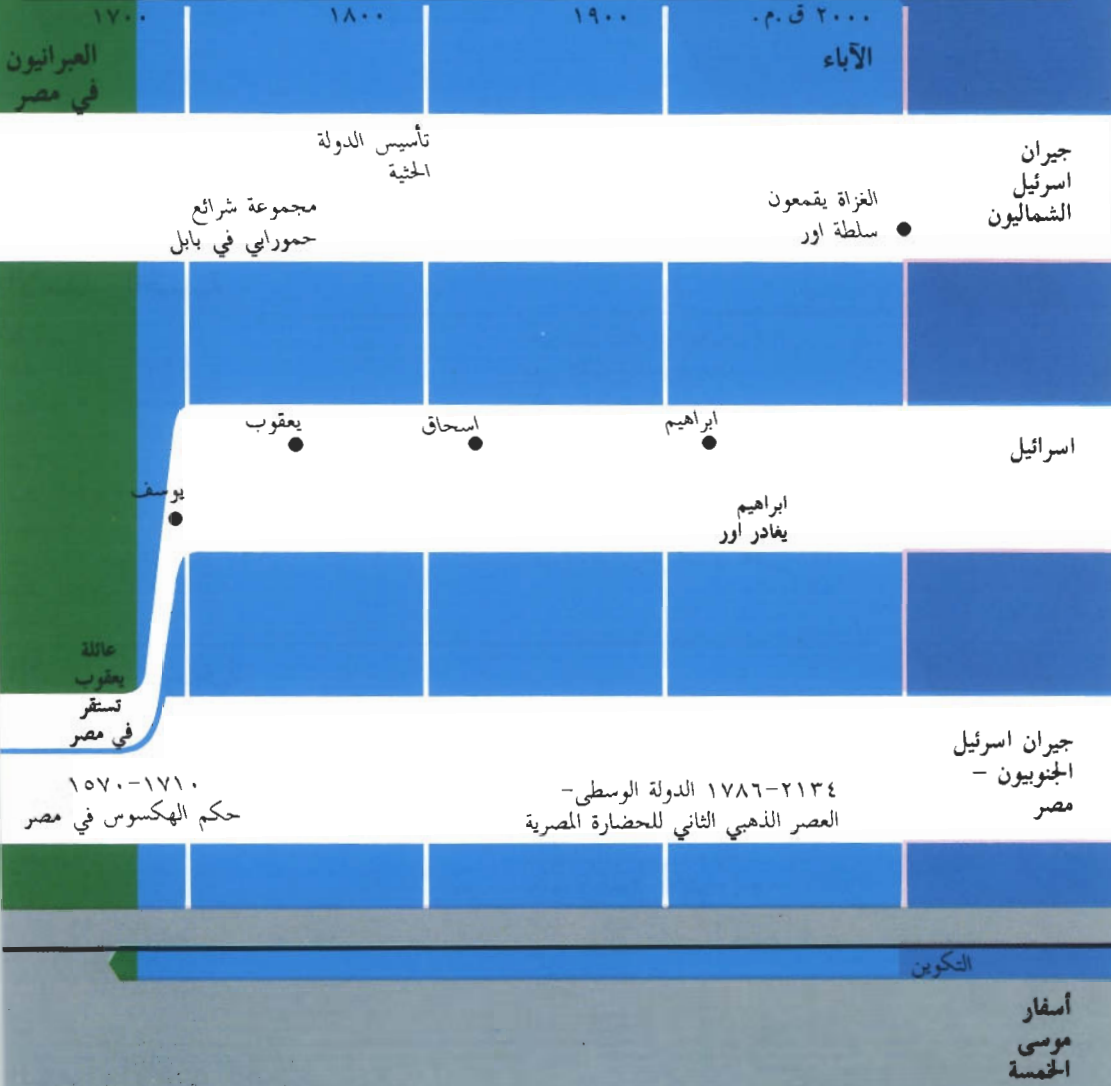 ٢٠٠٠ ق.م.
١٩٠٠
١٨٠٠
١٧٠٠
الآباء
العبرانيون
في مصر
جيران
اسرئيل
الشماليون
الغزاة يقمعون
سلطة اور
تأسيس الدولة
الحثية
مجموعة شرائع
حمورابي في بابل
اسرائيل
ابراهيم
اسحاق
يعقوب
يوسف
ابراهيم
يغادر اور
عائلة
يعقوب
تستقر
في مصر
جيران اسرئيل
الجنوبيون –
مصر
٢١٣٤–١٧٨٦ الدولة الوسطى–
العصر الذهبي الثاني للحضارة المصرية
١٧١٠–١٥٧٠
حكم الهكسوس في مصر
التكوين
أسفار
موسى
الخمسة